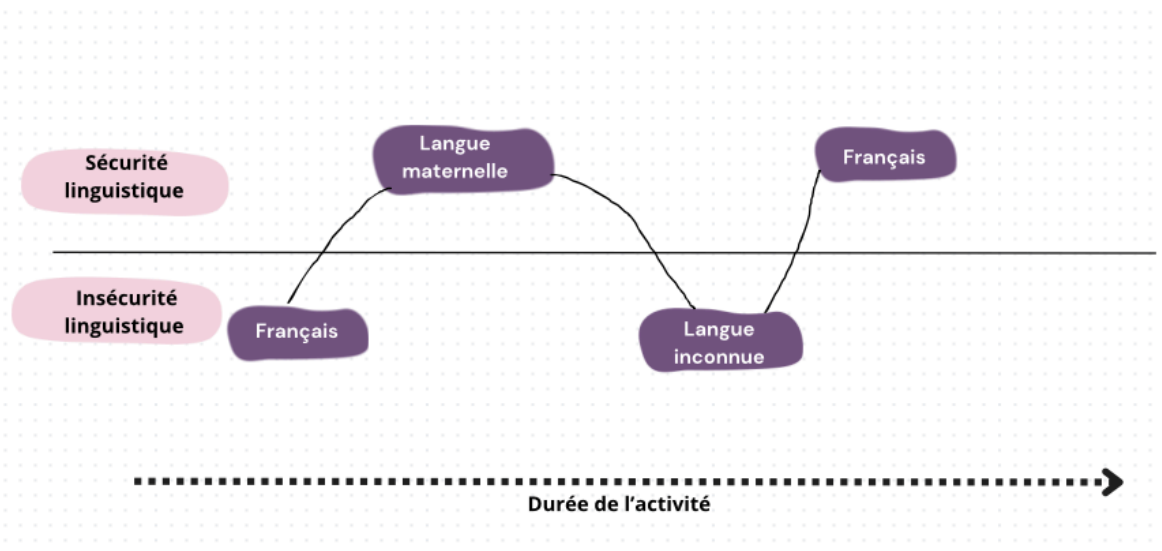 Sécurité
linguistique
Langue
maternelle
Français
Insécurité
linguistique
Français
Langue
inconnue
Durée de l'activité